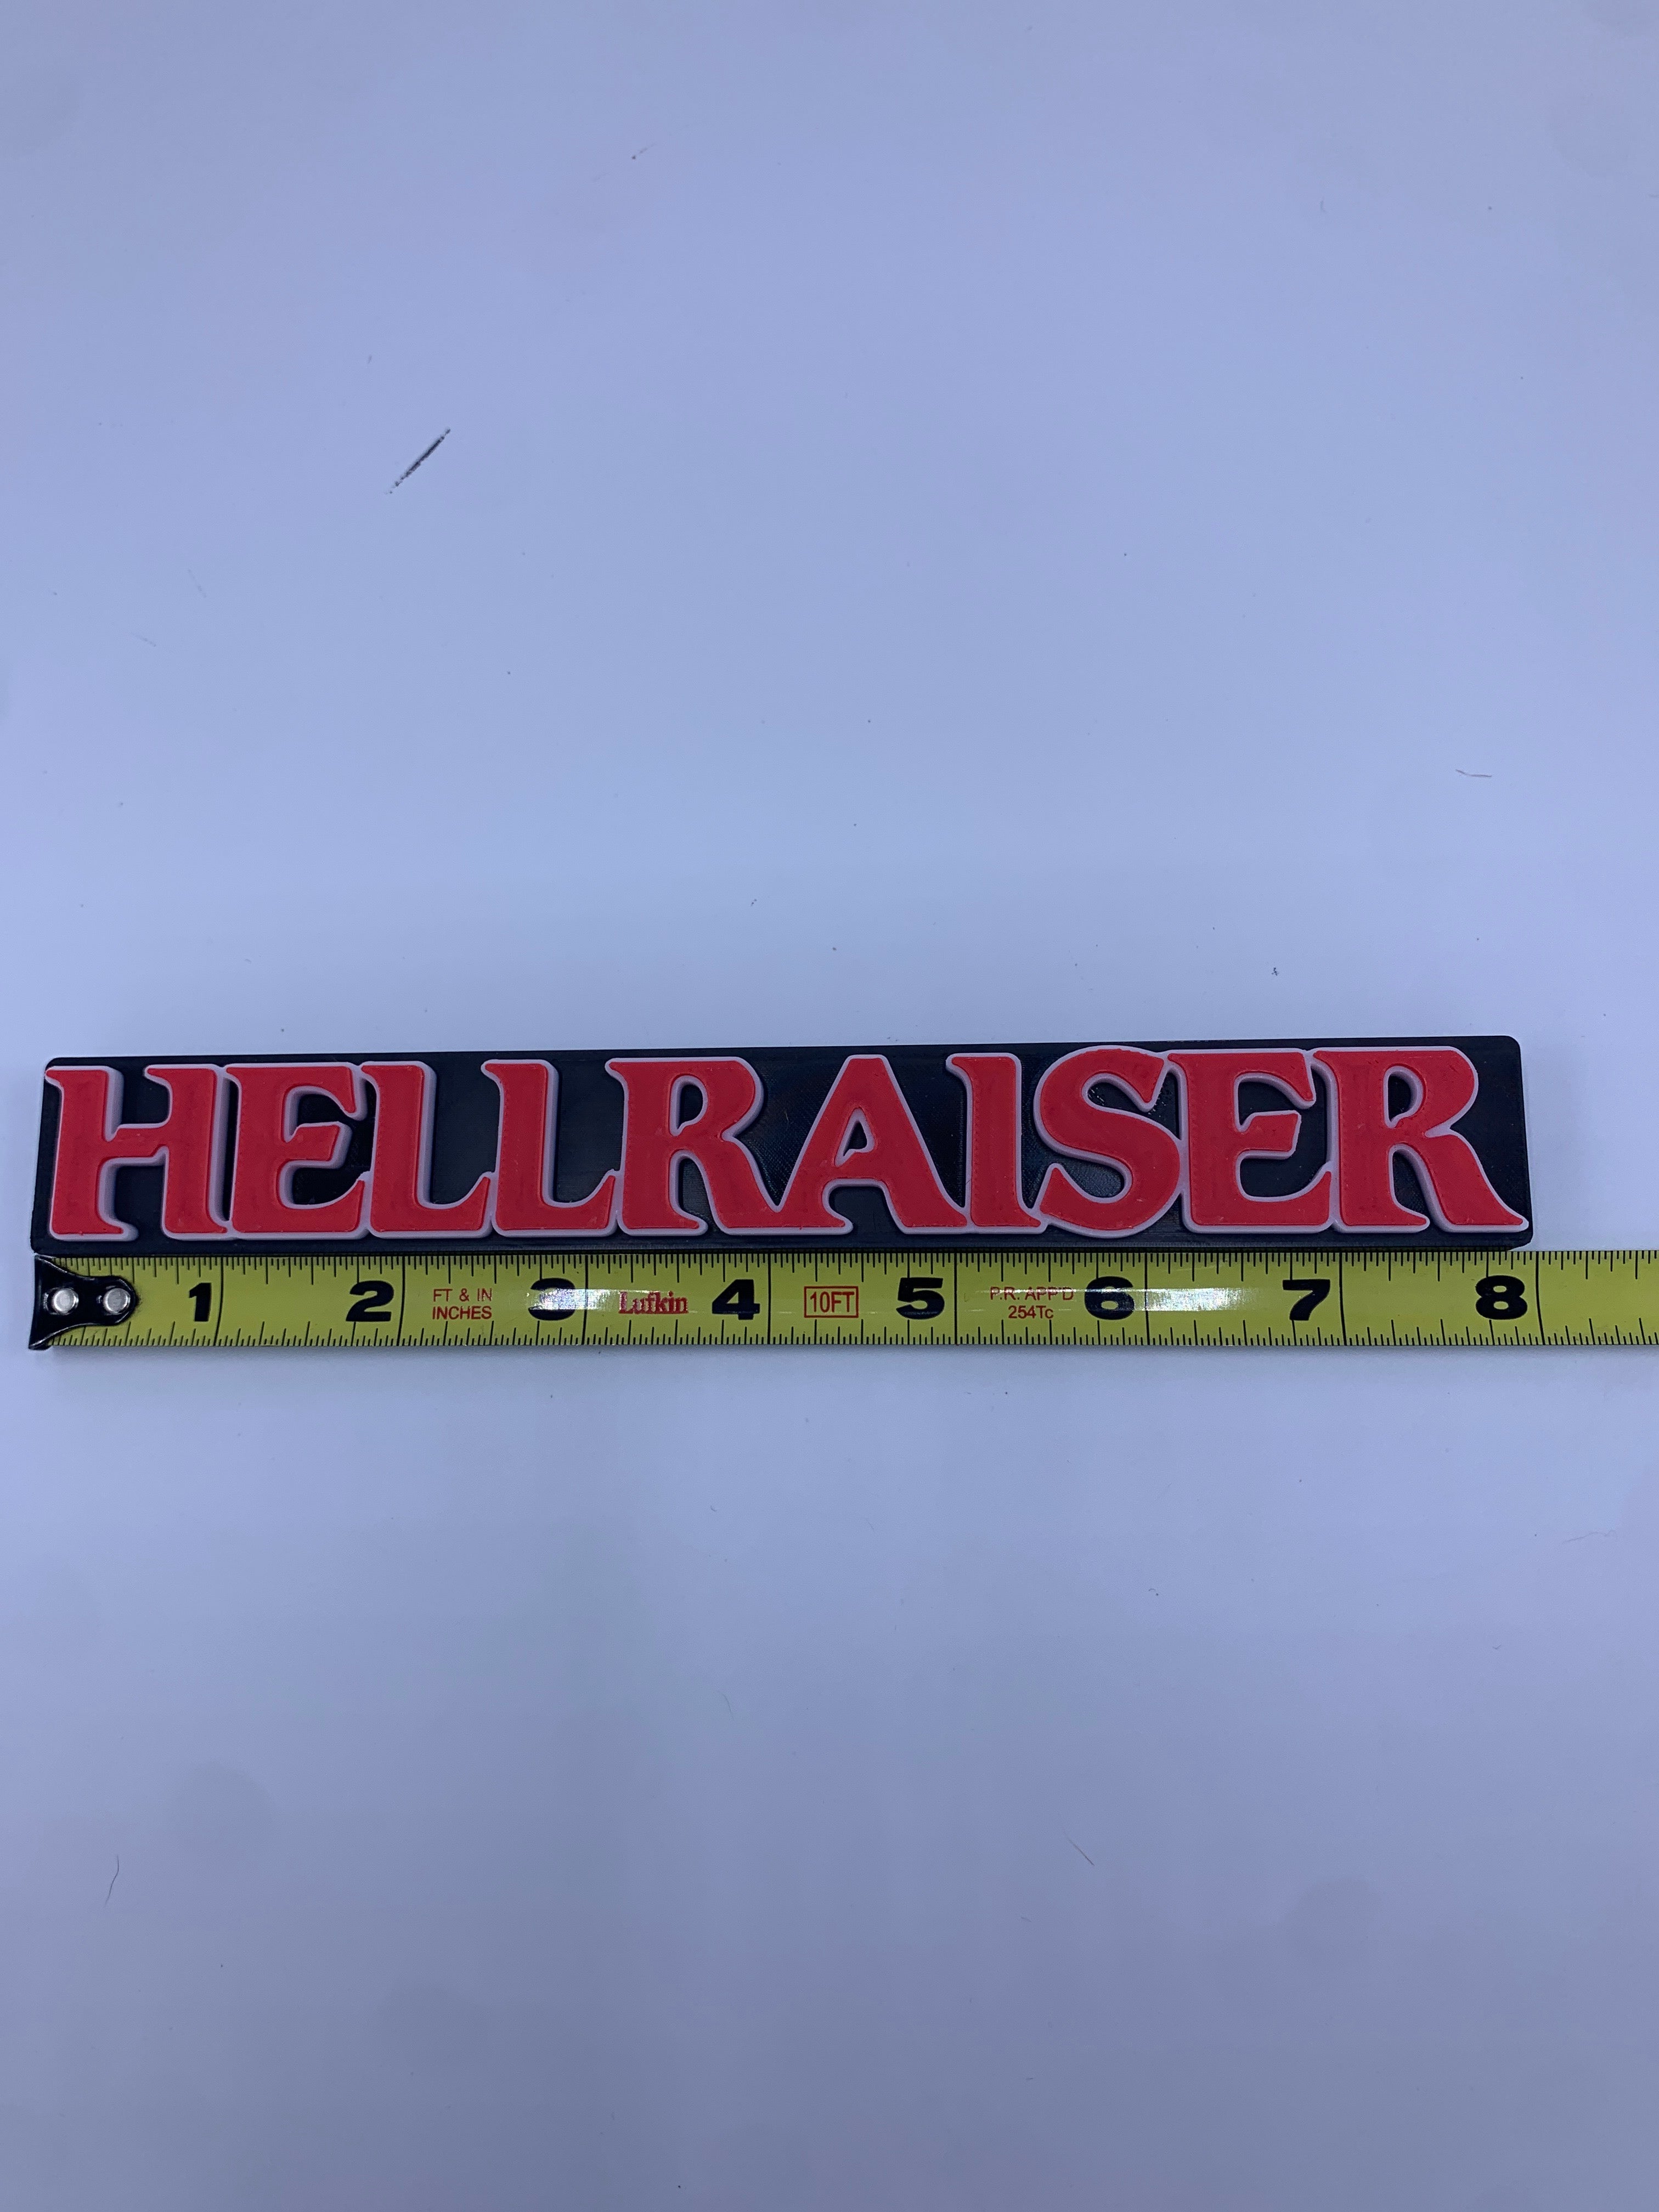 HELLRAISER
1 2 FT & IN INCHES 3 Lufkin 4 10FT 5 P.R. APP'D 254Tc 6 7 8